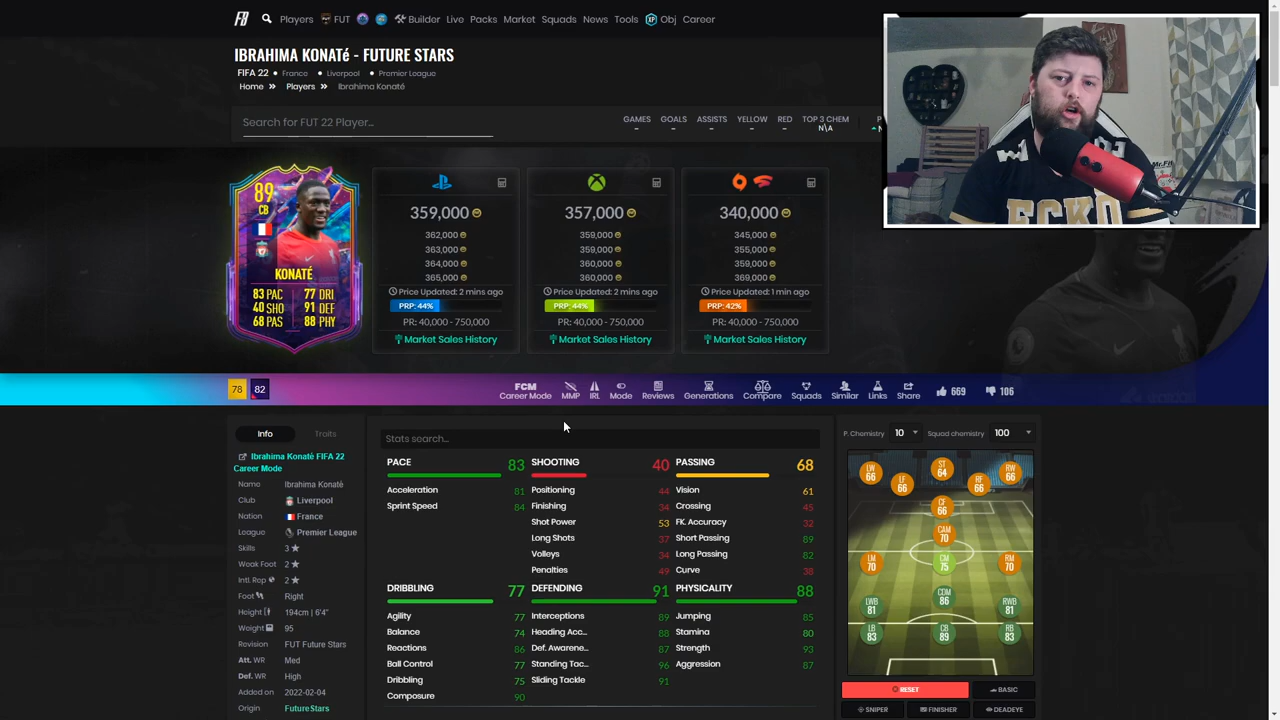 Players FUT Builder Live Packs Market Squads News Tools Obj Career
IBRAHIMA KONATé - FUTURE STARS
FIFA 22 France Liverpool Premier League
Home Players Ibrahima Konaté
Search for FUT 22 Player...
GAMES GOALS ASSISTS YELLOW RED TOP 3 CHEM
- - - - - N/A
89
CB
KONATÉ
83 PAC 77 DRI
40 SHO 91 DEF
68 PAS 88 PHY
359,000
362,000
363,000
364,000
365,000
Price Updated: 2 mins ago
PRP: 44%
PR: 40,000 - 750,000
Market Sales History
357,000
359,000
359,000
360,000
360,000
Price Updated: 2 mins ago
PRP: 44%
PR: 40,000 - 750,000
Market Sales History
340,000
345,000
355,000
359,000
369,000
Price Updated: 1 min ago
PRP: 42%
PR: 40,000 - 750,000
Market Sales History
ECKO
78 82
FCM
Career Mode MMP IRL Mode Reviews Generations Compare Squads Similar Links Share 669 106
Info Traits
Ibrahima Konaté FIFA 22
Career Mode
Name Ibrahima Konaté
Club Liverpool
Nation France
League Premier League
Skills 3
Weak Foot 2
Intl Rep 2
Foot Right
Height 194cm | 6'4"
Weight 95
Revision FUT Future Stars
Att. WR Med
Def. WR High
Added on 2022-02-04
Origin Future Stars
Stats search...
PACE 83
Acceleration 81
Sprint Speed 84
SHOOTING 40
Positioning 44
Finishing 34
Shot Power 53
Long Shots 37
Volleys 34
Penalties 49
PASSING 68
Vision 61
Crossing 45
FK. Accuracy 32
Short Passing 89
Long Passing 82
Curve 38
DRIBBLING 77
Agility 77
Balance 74
Reactions 86
Ball Control 77
Dribbling 75
Composure 90
DEFENDING 91
Interceptions 89
Heading Acc... 88
Def. Awarene... 87
Standing Tac... 96
Sliding Tackle 91
PHYSICALITY 88
Jumping 85
Stamina 80
Strength 93
Aggression 87
P. Chemistry 10 Squad chemistry 100
LW 66
LF 66
ST 64
RF 66
RW 66
CF 66
CAM 70
LM 70
CM 75
RM 70
LWB 81
CDM 86
RWB 81
LB 83
CB 89
RB 83
RESET BASIC
SNIPER FINISHER DEADEYE